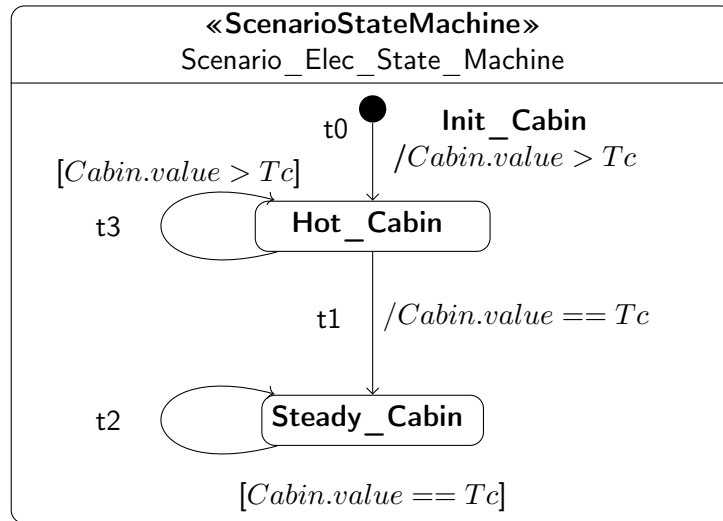 «ScenarioStateMachine»
Scenario_Elec_State_Machine
t0
Init_Cabin
/Cabin.value > Tc
[Cabin.value > Tc]
t3
Hot_Cabin
t1
/Cabin.value == Tc
t2
Steady_Cabin
[Cabin.value == Tc]